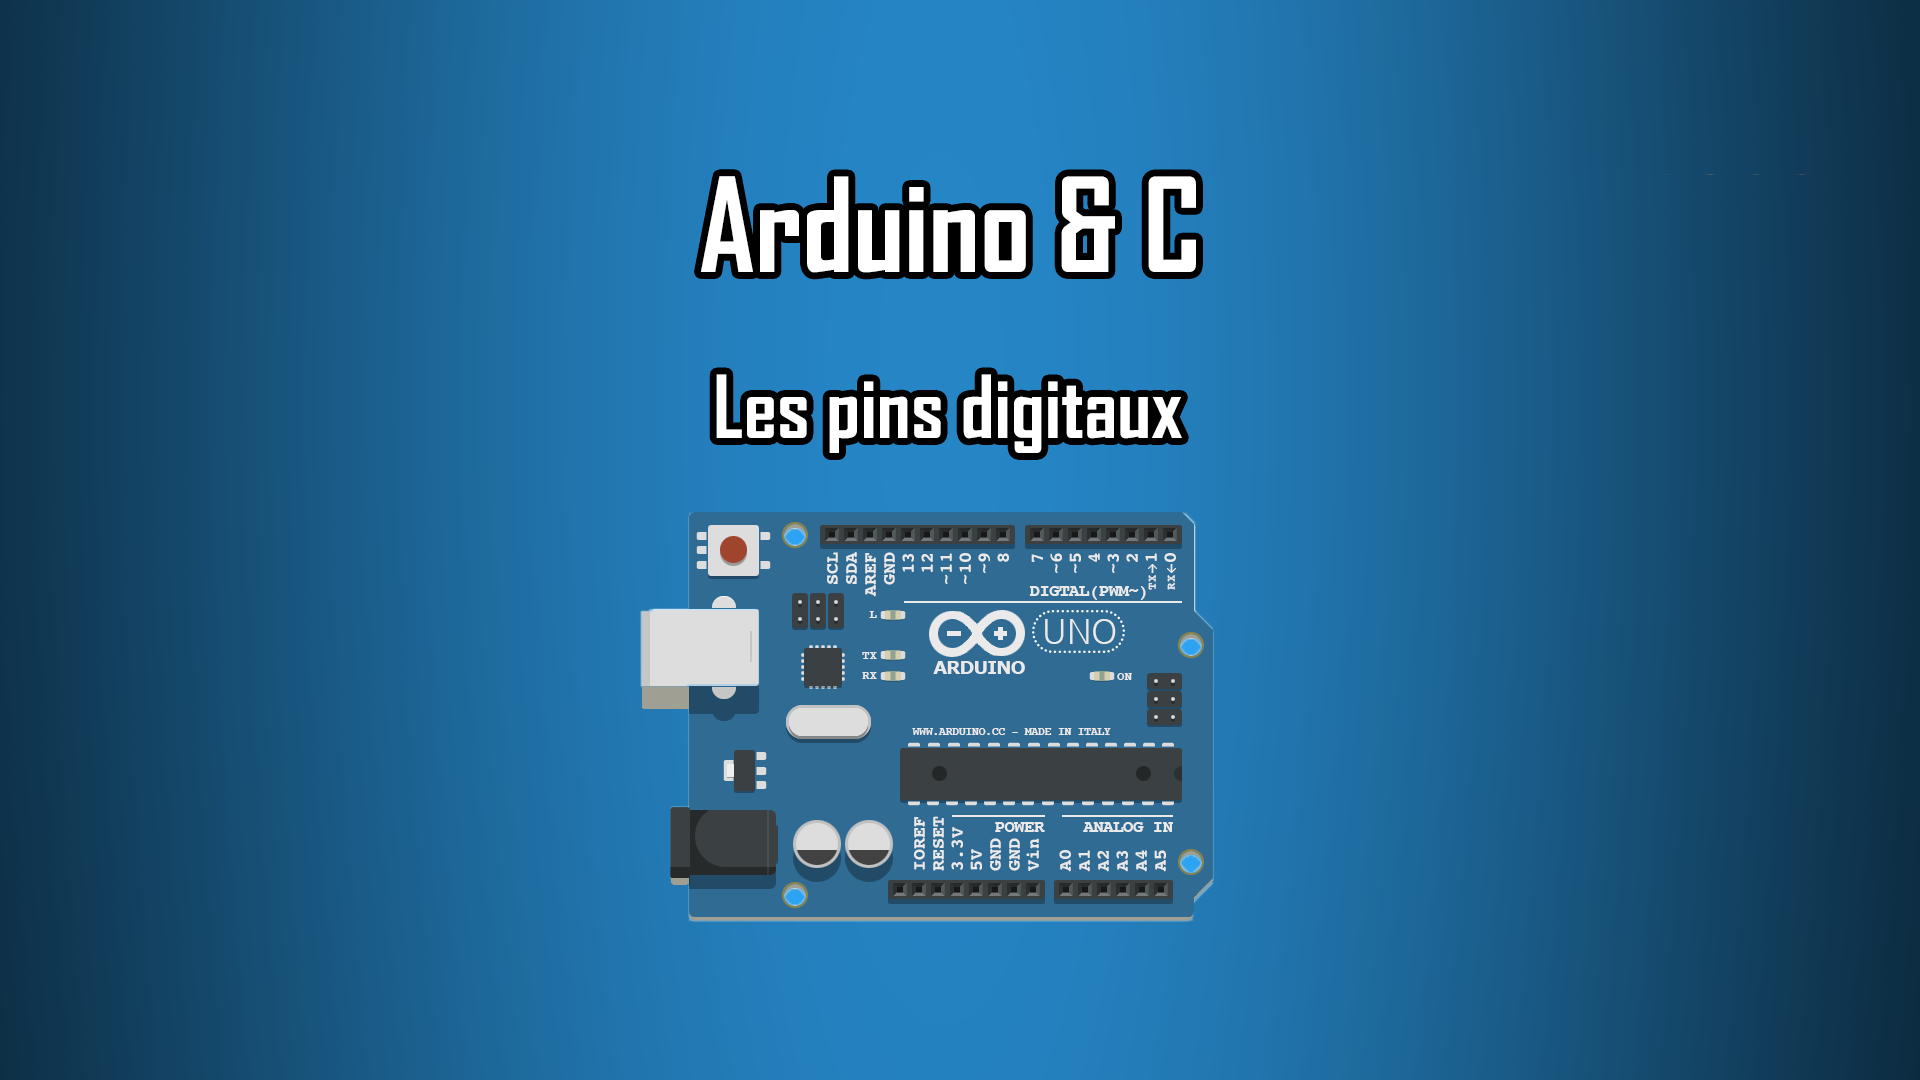 Arduino & C
Les pins digitaux
SCL SDA AREF GND 13 12 ~11 ~10 ~9 8 7 ~6 ~5 4 ~3 2 TX→1 RX←0
DIGTAL(PWM~)
L
UNO
TX
ARDUINO
RX
ON
WWW.ARDUINO.CC - MADE IN ITALY
POWER ANALOG IN
IOREF RESET 3.3V 5V GND GND Vin A0 A1 A2 A3 A4 A5